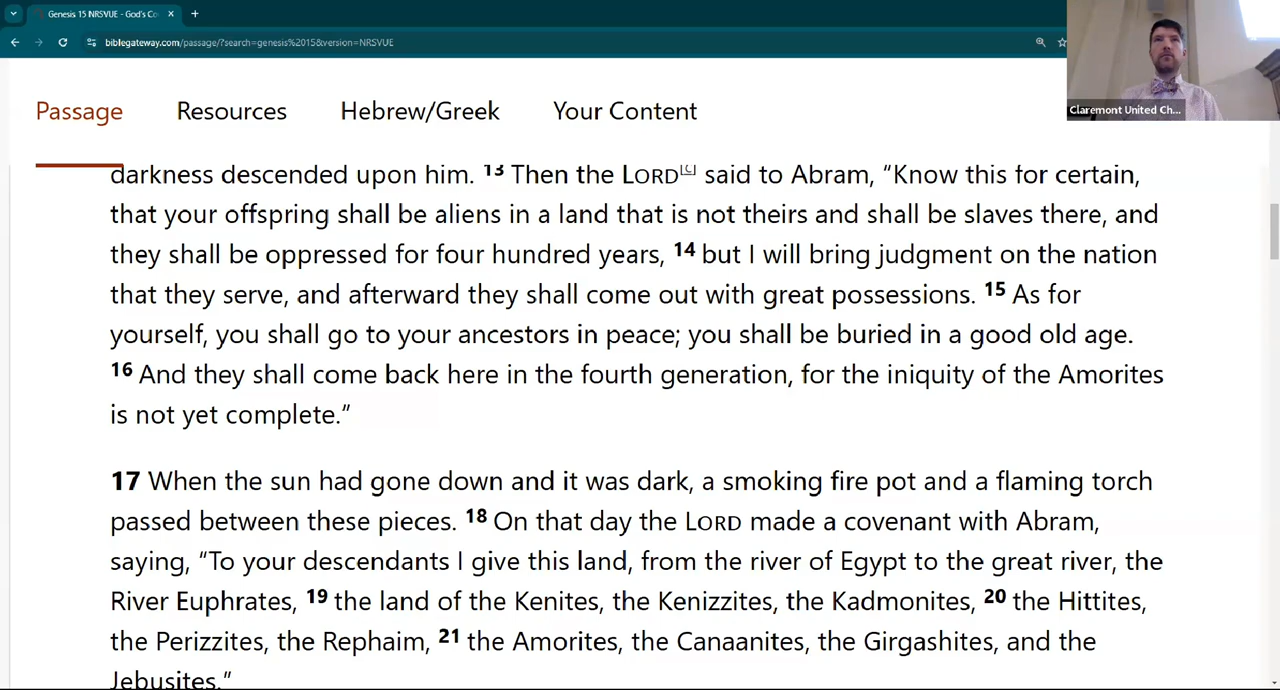 Genesis 15 NRSVUE - God's Co
biblegateway.com/passage/?search=genesis%2015&version=NRSVUE
Claremont United Ch...
Passage Resources Hebrew/Greek Your Content
darkness descended upon him. 13 Then the LORD[c] said to Abram, “Know this for certain,
that your offspring shall be aliens in a land that is not theirs and shall be slaves there, and
they shall be oppressed for four hundred years, 14 but I will bring judgment on the nation
that they serve, and afterward they shall come out with great possessions. 15 As for
yourself, you shall go to your ancestors in peace; you shall be buried in a good old age.
16 And they shall come back here in the fourth generation, for the iniquity of the Amorites
is not yet complete.”
17 When the sun had gone down and it was dark, a smoking fire pot and a flaming torch
passed between these pieces. 18 On that day the LORD made a covenant with Abram,
saying, “To your descendants I give this land, from the river of Egypt to the great river, the
River Euphrates, 19 the land of the Kenites, the Kenizzites, the Kadmonites, 20 the Hittites,
the Perizzites, the Rephaim, 21 the Amorites, the Canaanites, the Girgashites, and the
Jebusites.”